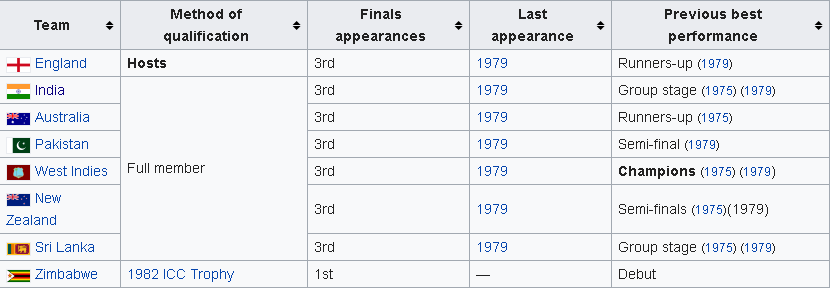 Team
Method of
qualification
Finals
appearances
Last
appearance
Previous best
performance
England Hosts 3rd 1979 Runners-up (1979)
India 3rd 1979 Group stage (1975) (1979)
Australia 3rd 1979 Runners-up (1975)
Pakistan 3rd 1979 Semi-final (1979)
West Indies Full member 3rd 1979 Champions (1975) (1979)
New
Zealand 3rd 1979 Semi-finals (1975)(1979)
Sri Lanka 3rd 1979 Group stage (1975) (1979)
Zimbabwe 1982 ICC Trophy 1st — Debut